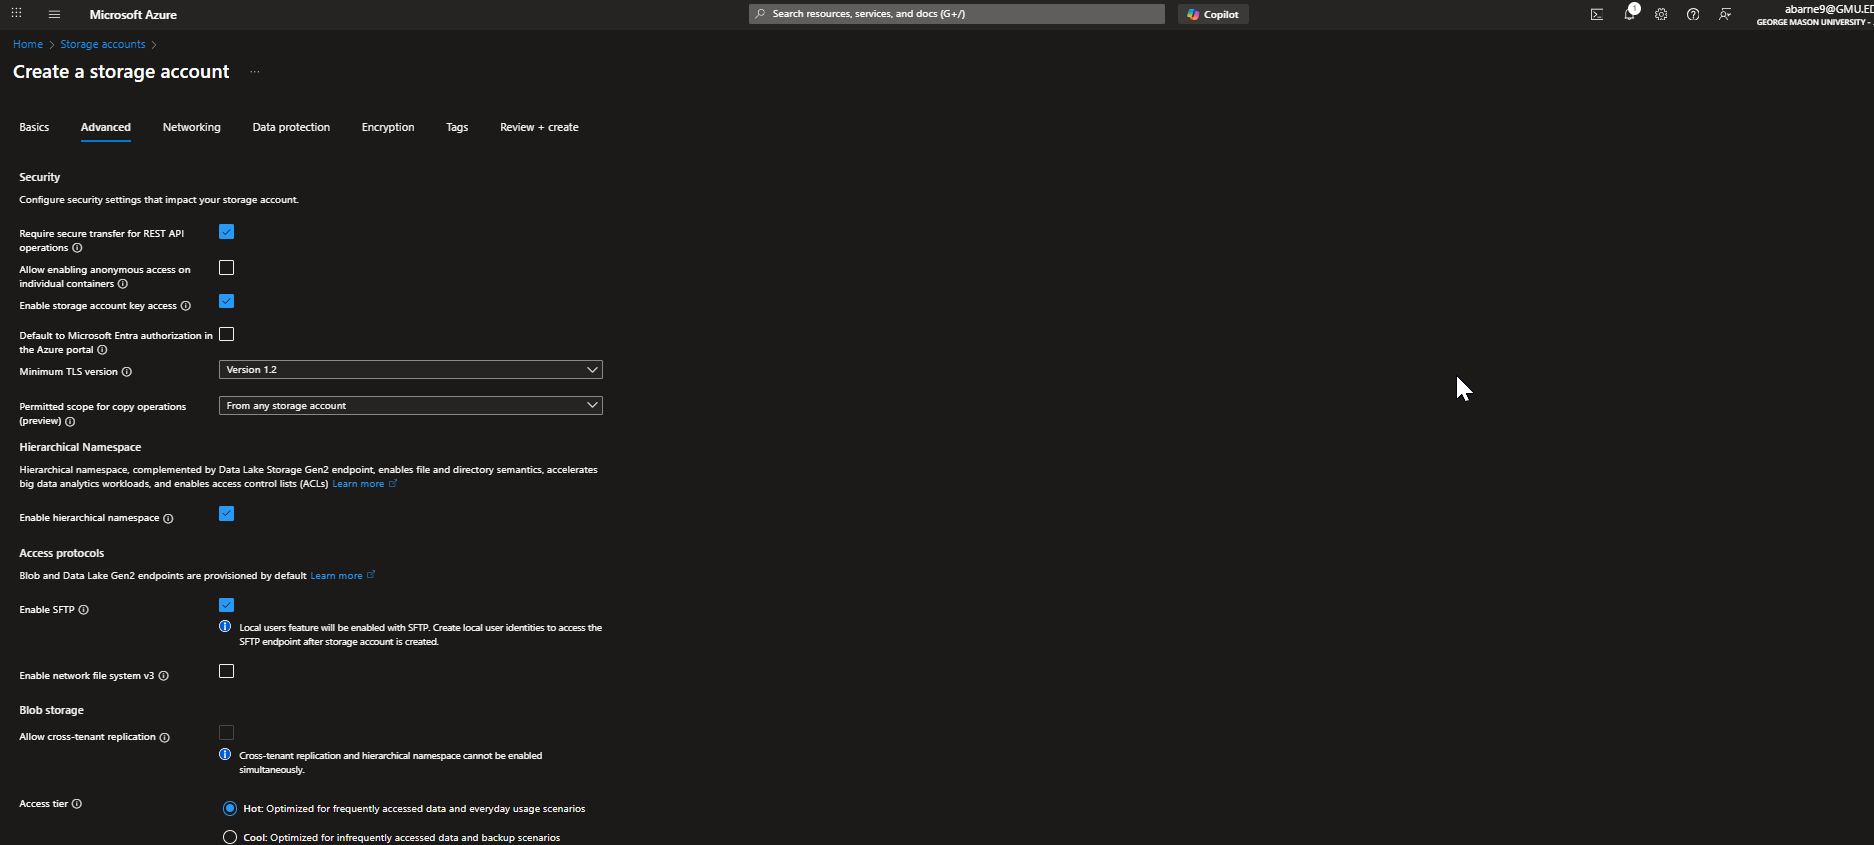 Microsoft Azure
Search resources, services, and docs (G+/)
Copilot
1
abarne9@GMU.ED
GEORGE MASON UNIVERSITY -
Home > Storage accounts >
Create a storage account ...
Basics
Advanced
Networking
Data protection
Encryption
Tags
Review + create
Security
Configure security settings that impact your storage account.
Require secure transfer for REST API
operations
Allow enabling anonymous access on
individual containers
Enable storage account key access
Default to Microsoft Entra authorization in
the Azure portal
Minimum TLS version
Version 1.2
Permitted scope for copy operations
(preview)
From any storage account
Hierarchical Namespace
Hierarchical namespace, complemented by Data Lake Storage Gen2 endpoint, enables file and directory semantics, accelerates
big data analytics workloads, and enables access control lists (ACLs) Learn more
Enable hierarchical namespace
Access protocols
Blob and Data Lake Gen2 endpoints are provisioned by default Learn more
Enable SFTP
Local users feature will be enabled with SFTP. Create local user identities to access the
SFTP endpoint after storage account is created.
Enable network file system v3
Blob storage
Allow cross-tenant replication
Cross-tenant replication and hierarchical namespace cannot be enabled
simultaneously.
Access tier
Hot: Optimized for frequently accessed data and everyday usage scenarios
Cool: Optimized for infrequently accessed data and backup scenarios